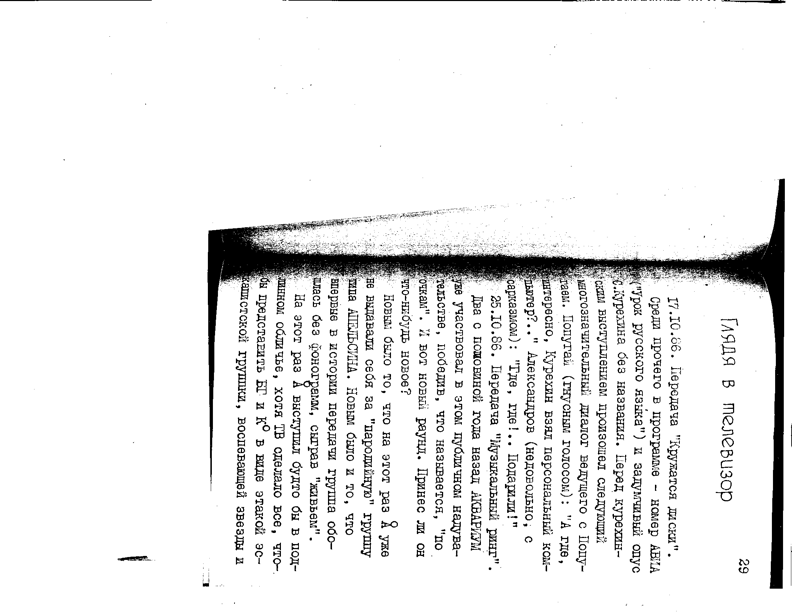 29
Глядя в телевизор
17.10.86. Передача "Кружатся диски".
Среди прочего в программе - номер АВИА
("Урок русского языка") и задумчивый опус
С.Курехина без названия. Перед курехин-
ским выступлением произошел следующий
многозначительный диалог ведущего с Попу-
гаем. Попугай (гнусным голосом): "А где,
интересно, Курехин взял персональный ком-
пьютер?.." Александров (недовольно, с
сарказмом): "Где, где!.. Подарили!"
25.10.86. Передача "Музыкальный ринг".
Два с половиной года назад АКВАРИУМ
уже участвовал в этом публичном надува-
тельстве, победив, что называется, "по
очкам". И вот новый раунд. Принес ли он
что-нибудь новое?
Новым было то, что на этот раз А уже
не выдавали себя за "пародийную" группу
типа АПЕЛЬСИНА. Новым было и то, что
впервые в истории передачи группа обо-
шлась без фонограмм, сыграв "живьем".
На этот раз А выступил будто бы в под-
линном обличье, хотя ТВ сделало все, что-
бы представить БГ и К° в виде этакой эс-
капистской группки, воспевающей звезды и